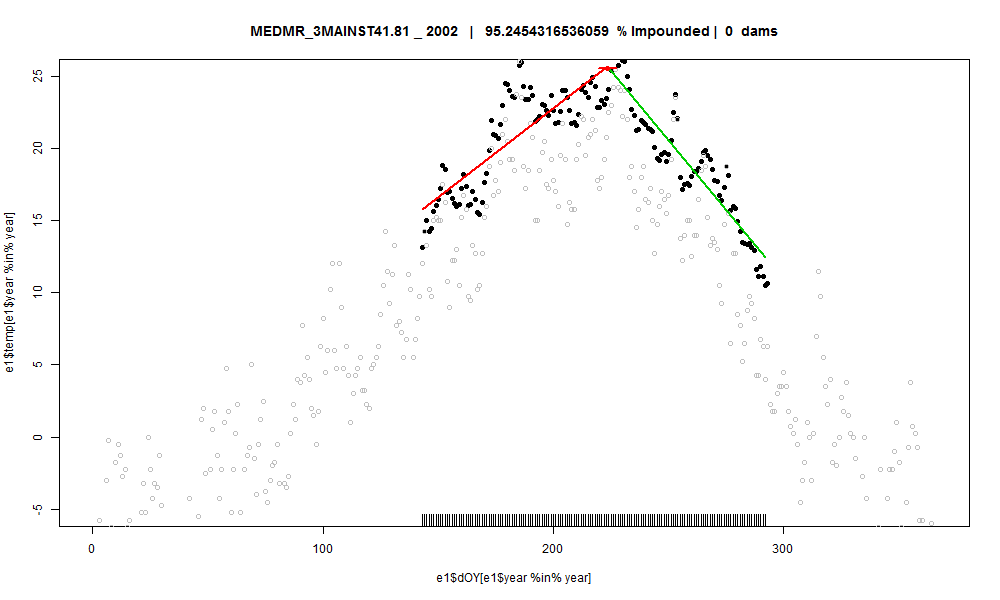 MEDMR_3MAINST41.81 _ 2002 | 95.2454316536059 % Impounded | 0 dams
e1$temp[e1$year %in% year]
25
20
15
10
5
0
-5
0 100 200 300
e1$dOY[e1$year %in% year]